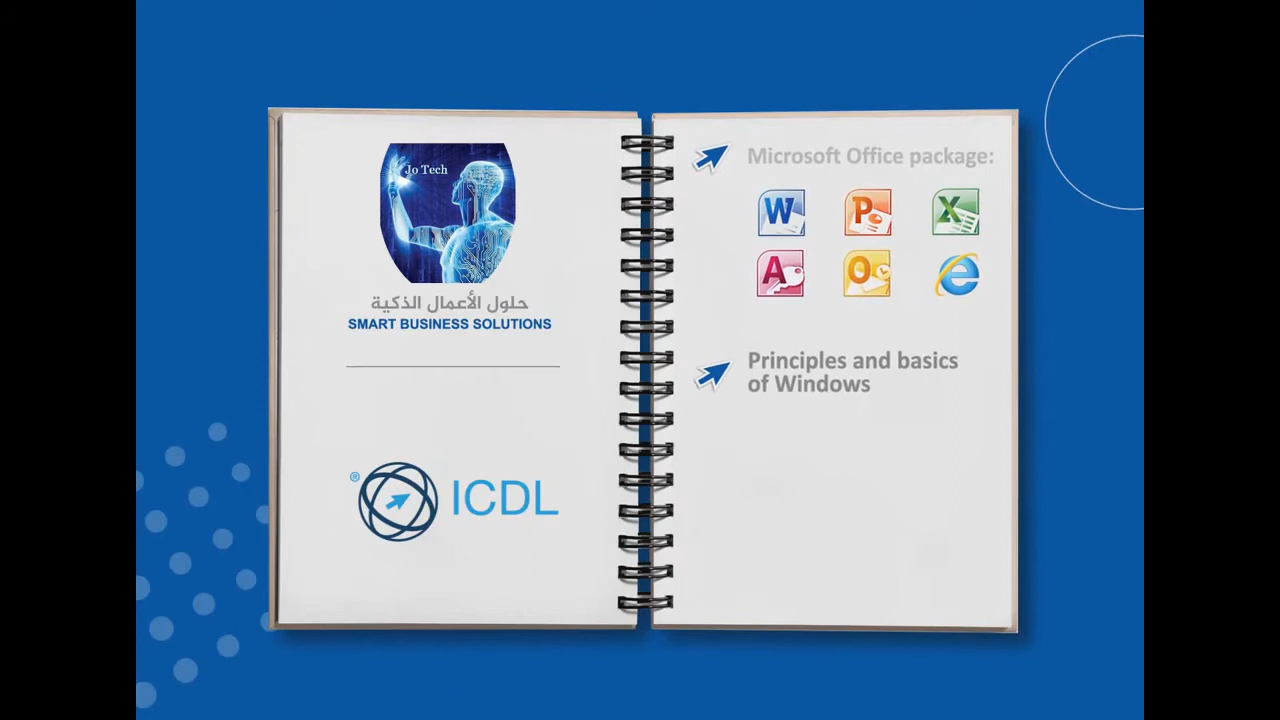 Jo Tech
حلول الأعمال الذكية
SMART BUSINESS SOLUTIONS
® ICDL
Microsoft Office package:
W P X
A O e
Principles and basics
of Windows